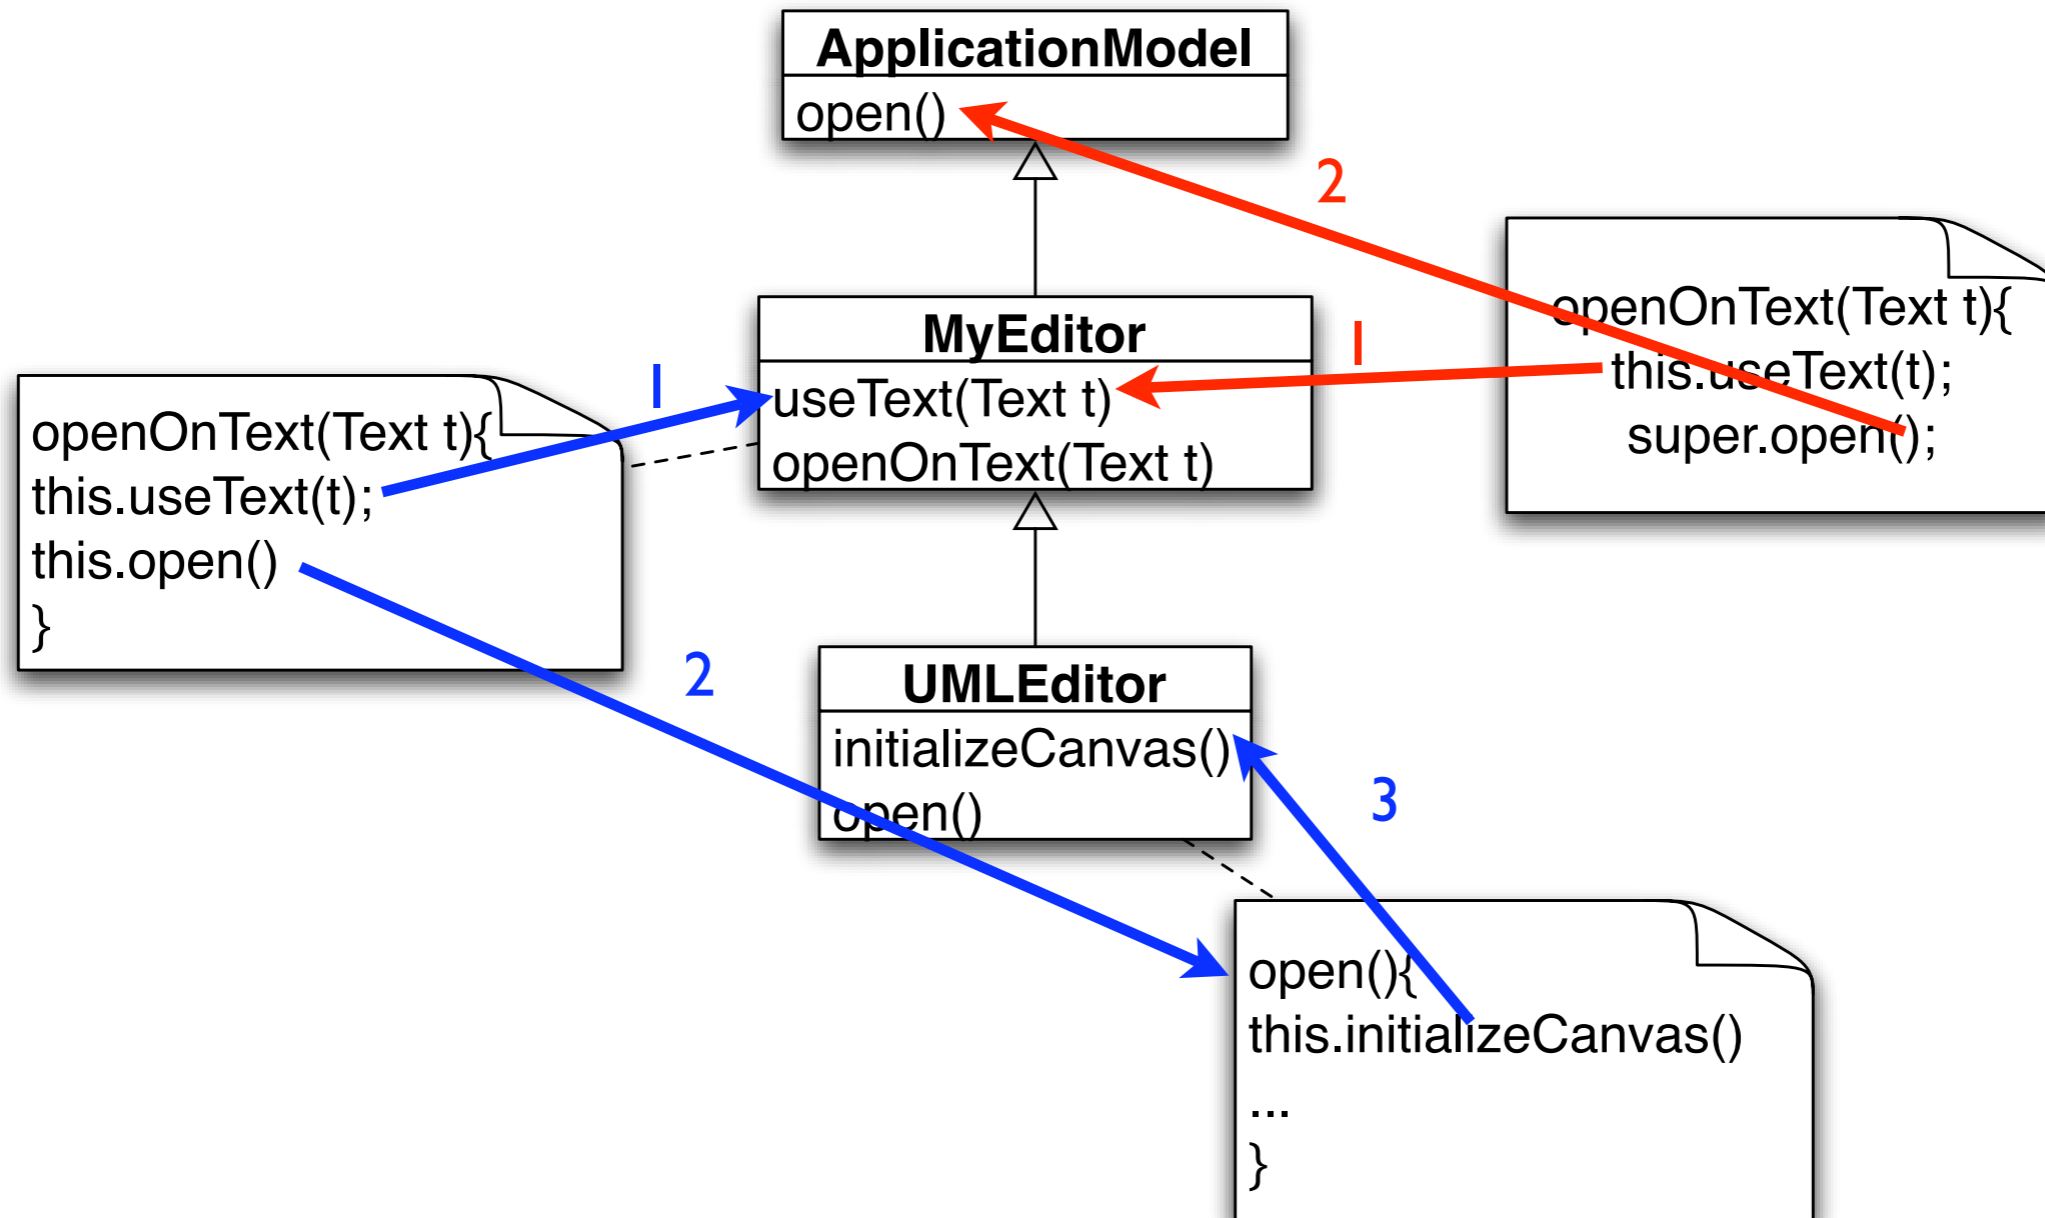 ApplicationModel
open()
2
openOnText(Text t){
this.useText(t);
super.open();
1
MyEditor
useText(Text t)
openOnText(Text t)
1
openOnText(Text t){
this.useText(t);
this.open()
}
2
UMLEditor
initializeCanvas()
open()
3
open(){
this.initializeCanvas()
...
}